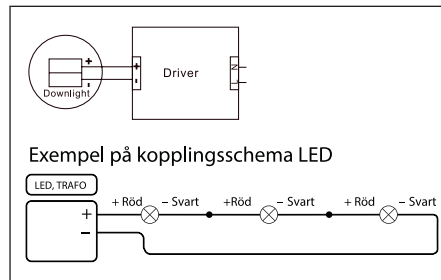 + + N
Driver
- - L
Downlight
Exempel på kopplingsschema LED
LED, TRAFO
+ Röd – Svart +Röd – Svart + Röd – Svart
+
–